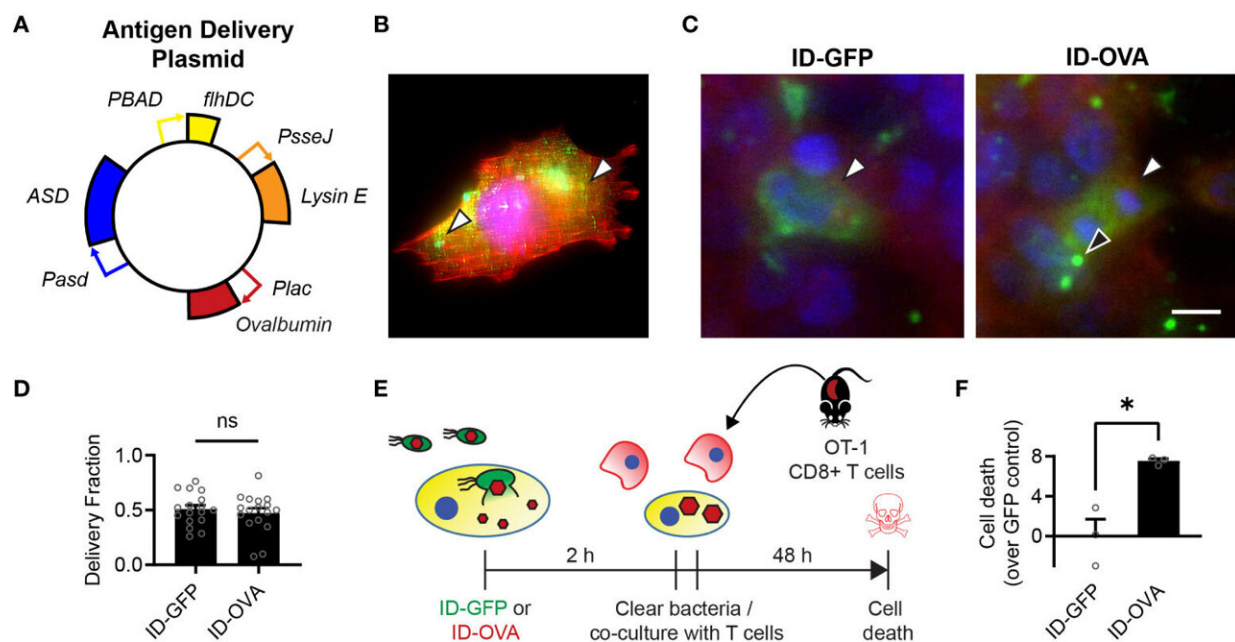 A
Antigen Delivery
Plasmid
PBAD
flhDC
PsseJ
ASD
Lysin E
Pasd
Plac
Ovalbumin
B
C
ID-GFP
ID-OVA
D
ns
Delivery Fraction
1.0
0.5
0.0
ID-GFP
ID-OVA
E
OT-1
CD8+ T cells
2 h
48 h
ID-GFP or
ID-OVA
Clear bacteria /
co-culture with T cells
Cell
death
F
*
Cell death
(over GFP control)
8
4
0
ID-GFP
ID-OVA